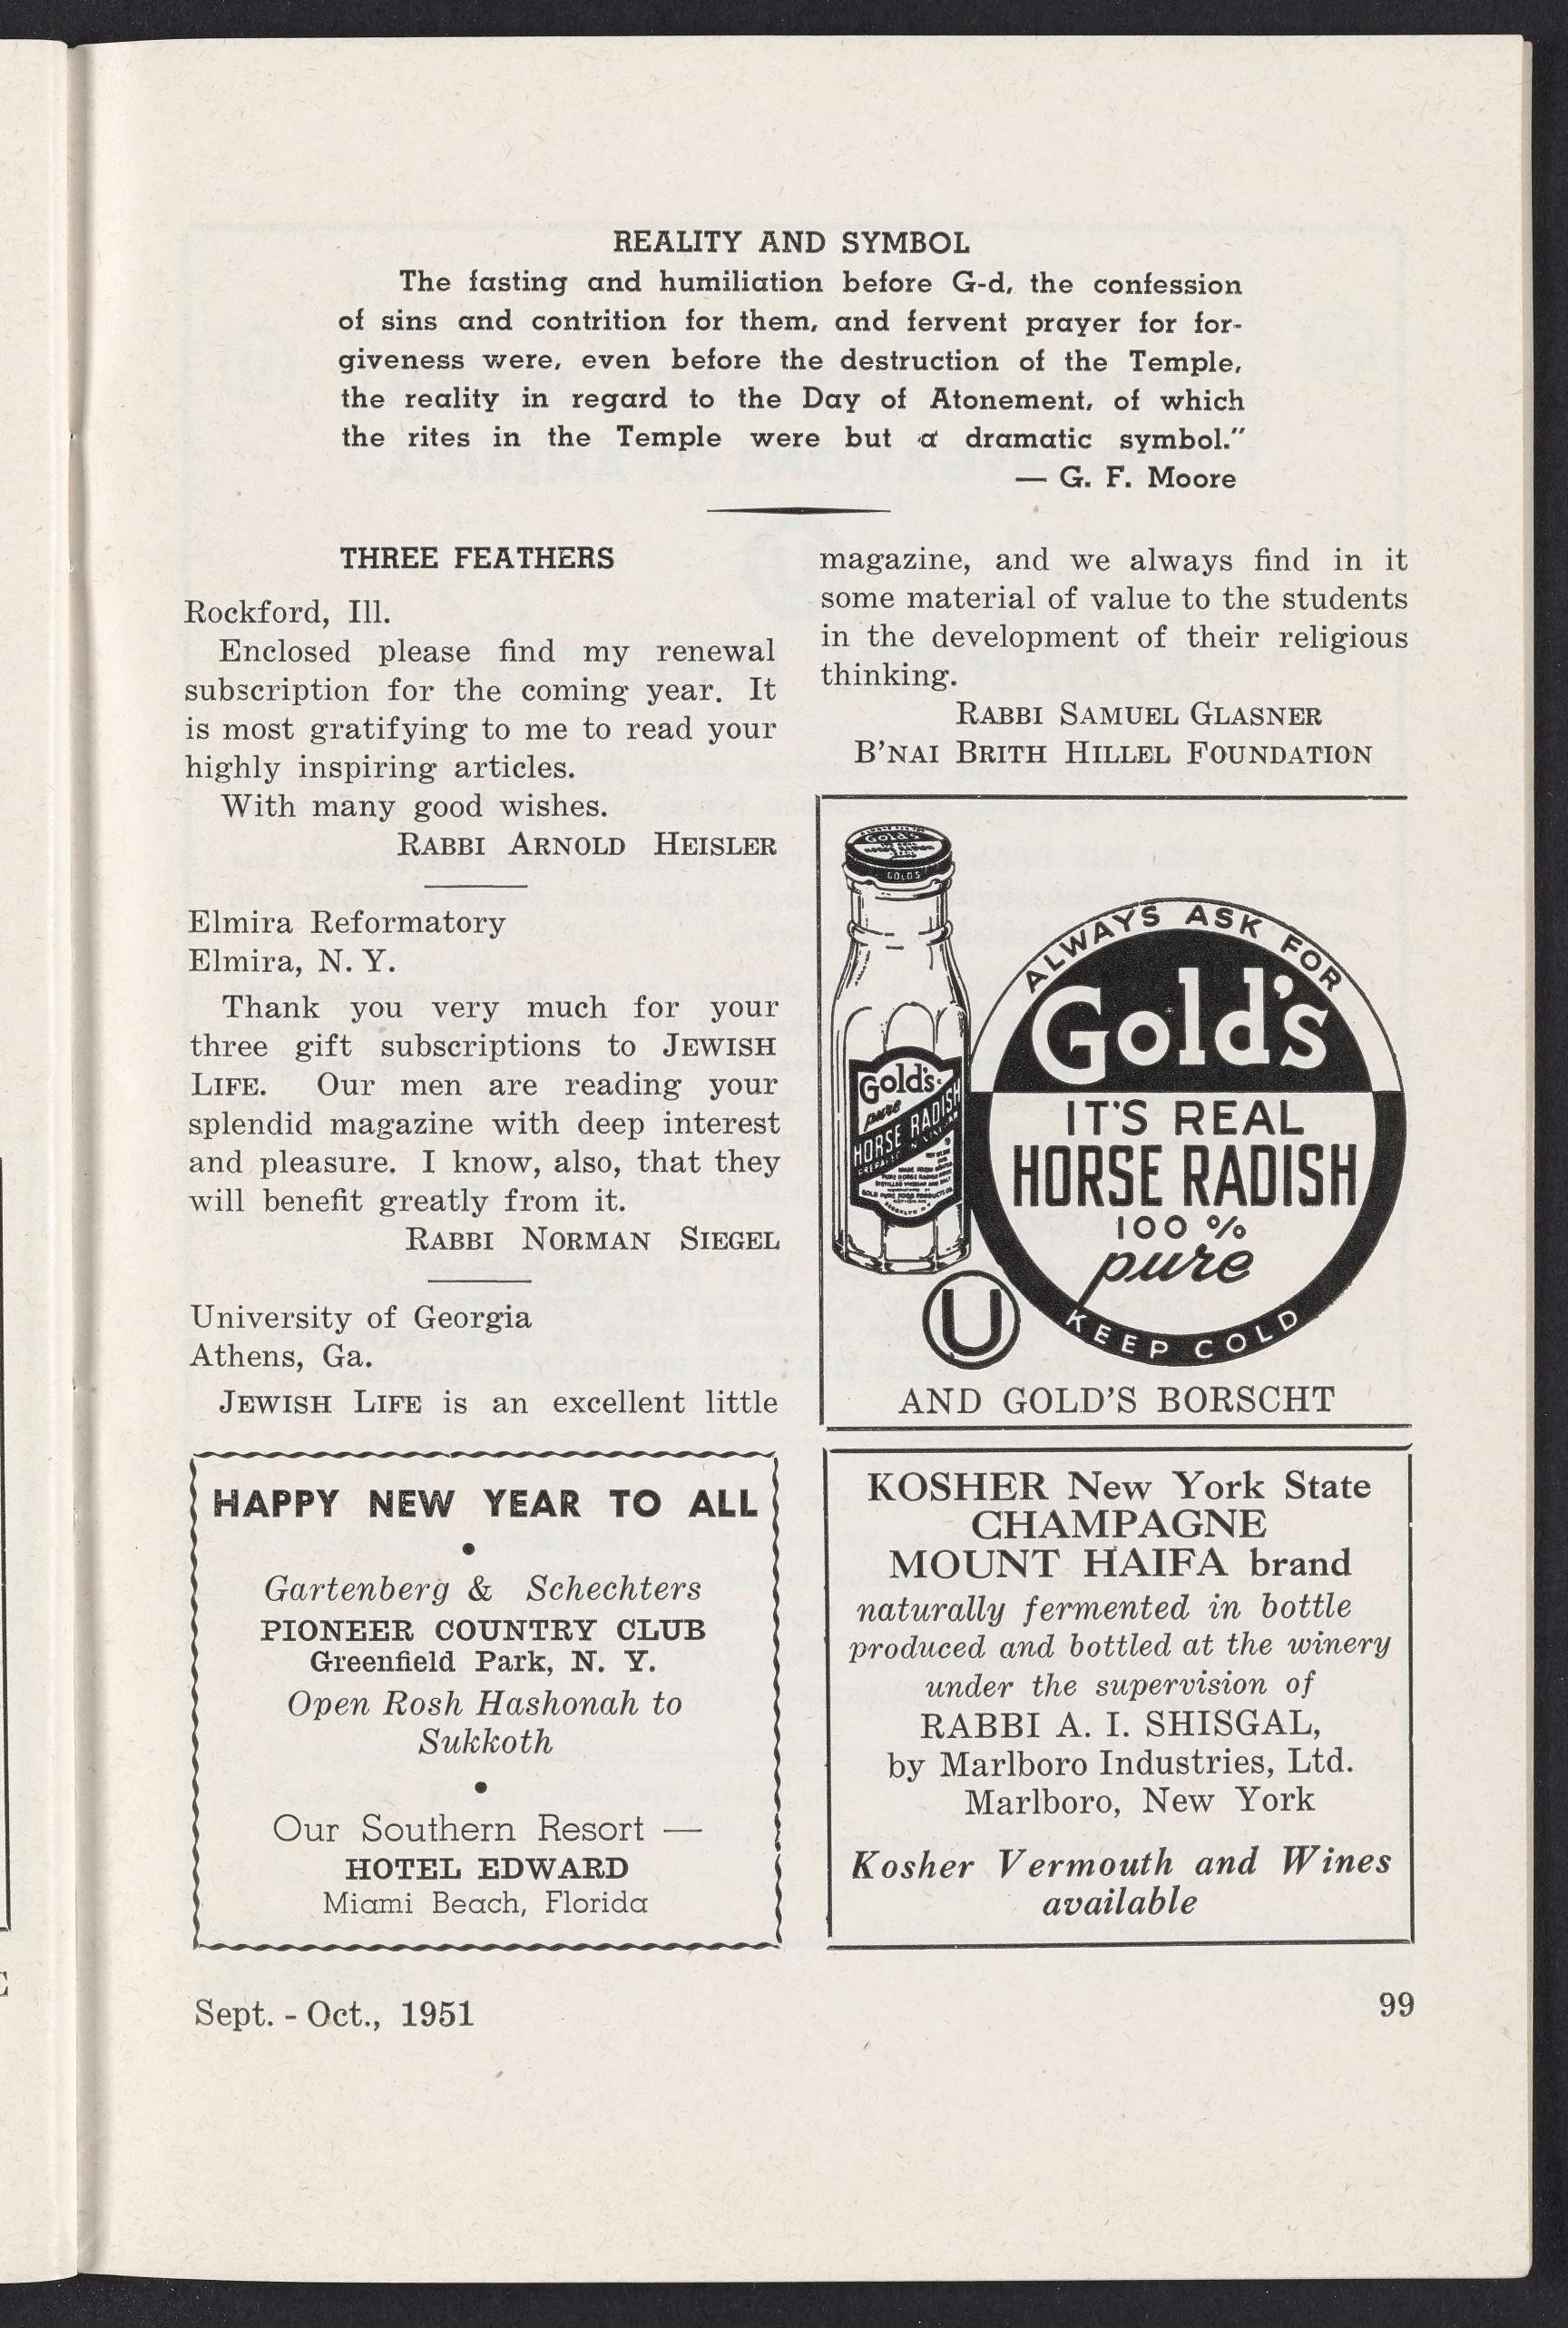 REALITY AND SYMBOL
The fasting and humiliation before G-d, the confession
of sins and contrition for them, and fervent prayer for for-
giveness were, even before the destruction of the Temple,
the reality in regard to the Day of Atonement, of which
the rites in the Temple were but a dramatic symbol."
— G. F. Moore
THREE FEATHERS
Rockford, Ill.
Enclosed please find my renewal
subscription for the coming year. It
is most gratifying to me to read your
highly inspiring articles.
With many good wishes.
RABBI ARNOLD HEISLER
Elmira Reformatory
Elmira, N. Y.
Thank you very much for your
three gift subscriptions to JEWISH
LIFE. Our men are reading your
splendid magazine with deep interest
and pleasure. I know, also, that they
will benefit greatly from it.
RABBI NORMAN SIEGEL
University of Georgia
Athens, Ga.
JEWISH LIFE is an excellent little
magazine, and we always find in it
some material of value to the students
in the development of their religious
thinking.
RABBI SAMUEL GLASNER
B'NAI BRITH HILLEL FOUNDATION
Gold's
GOLDS
Gold's
pure
HORSE RADISH
ALWAYS ASK FOR
Gold's
IT'S REAL
HORSE RADISH
100 %
pure
KEEP COLD
U
AND GOLD'S BORSCHT
HAPPY NEW YEAR TO ALL
•
Gartenberg & Schechters
PIONEER COUNTRY CLUB
Greenfield Park, N. Y.
Open Rosh Hashonah to
Sukkoth
•
Our Southern Resort —
HOTEL EDWARD
Miami Beach, Florida
KOSHER New York State
CHAMPAGNE
MOUNT HAIFA brand
naturally fermented in bottle
produced and bottled at the winery
under the supervision of
RABBI A. I. SHISGAL,
by Marlboro Industries, Ltd.
Marlboro, New York
Kosher Vermouth and Wines
available
Sept. - Oct., 1951
99